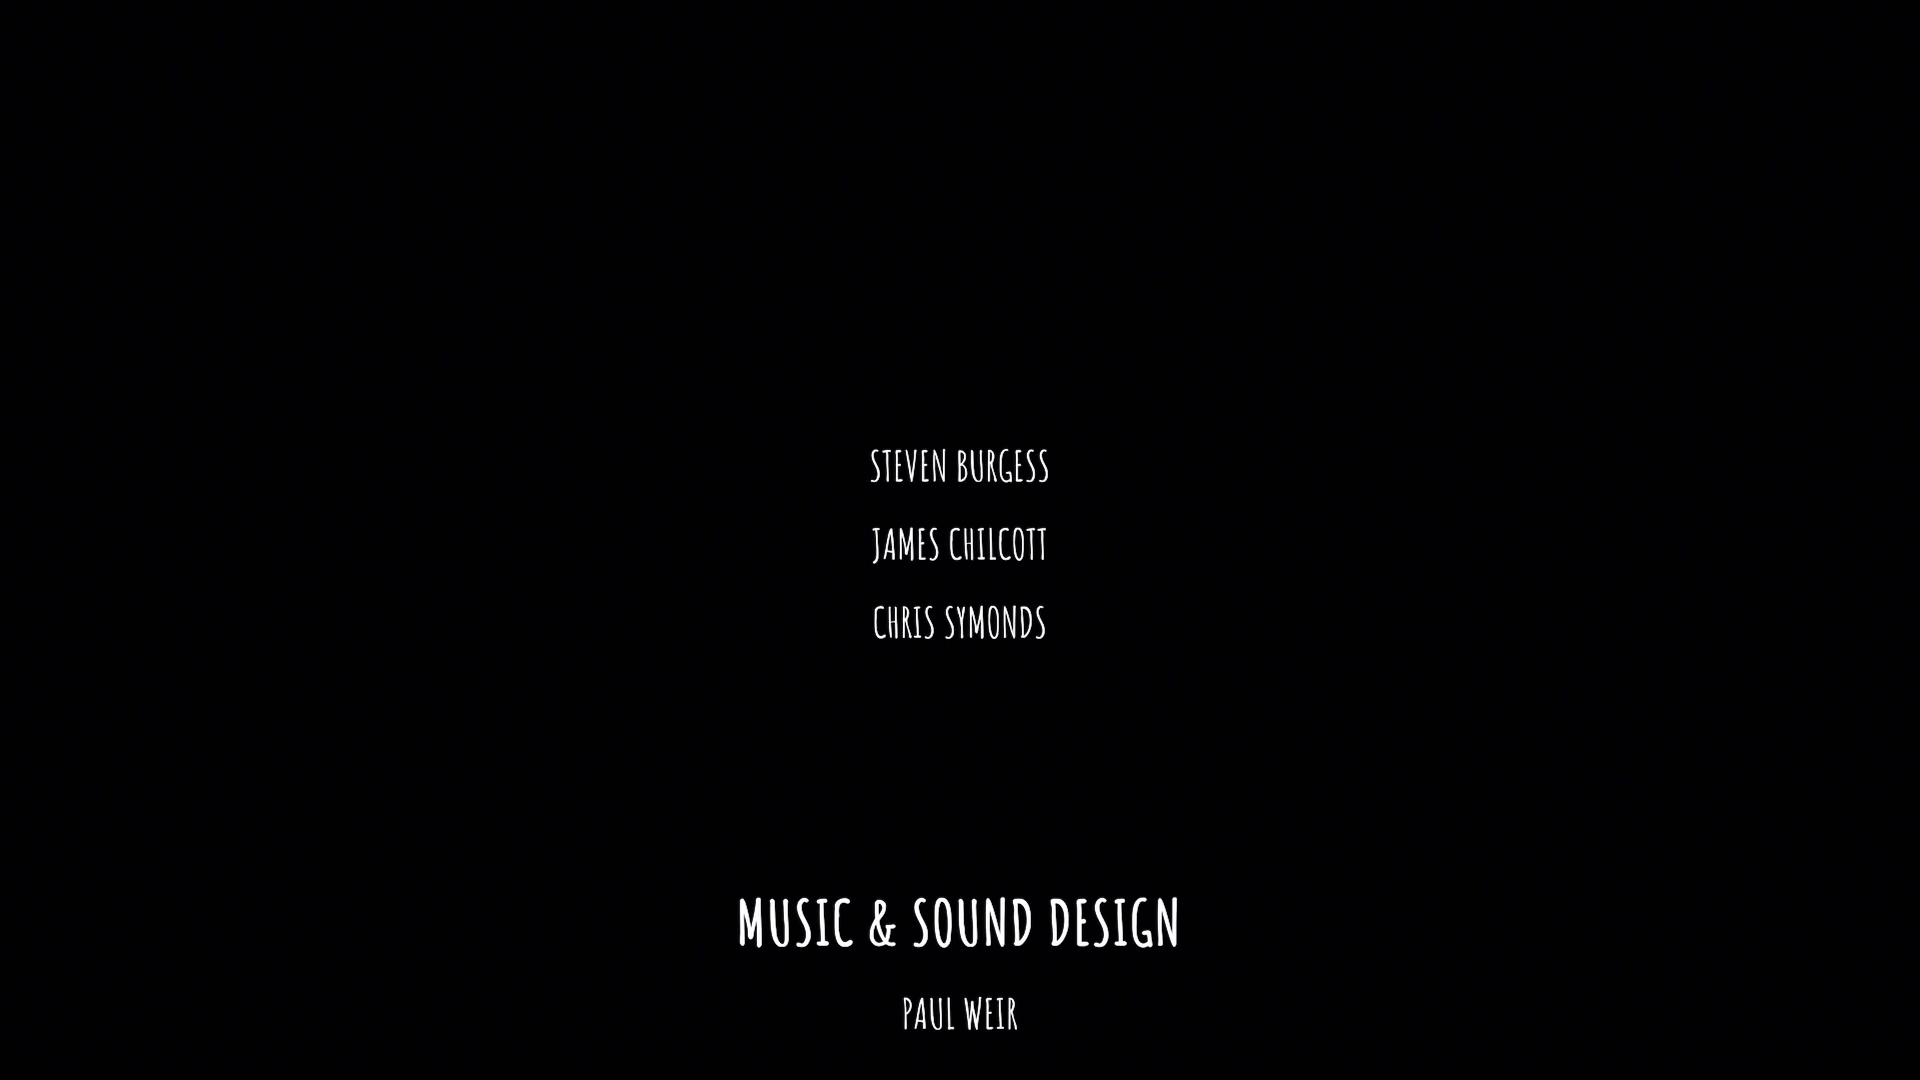 STEVEN BURGESS
JAMES CHILCOTT
CHRIS SYMONDS
MUSIC & SOUND DESIGN
PAUL WEIR